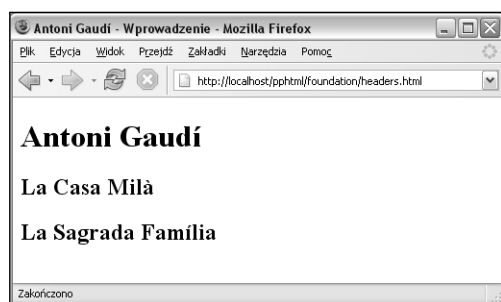 Antoni Gaudí - Wprowadzenie - Mozilla Firefox
Plik Edycja Widok Przejdź Zakładki Narzędzia Pomoc
http://localhost/pphtml/foundation/headers.html
Antoni Gaudí
La Casa Milà
La Sagrada Família
Zakończono